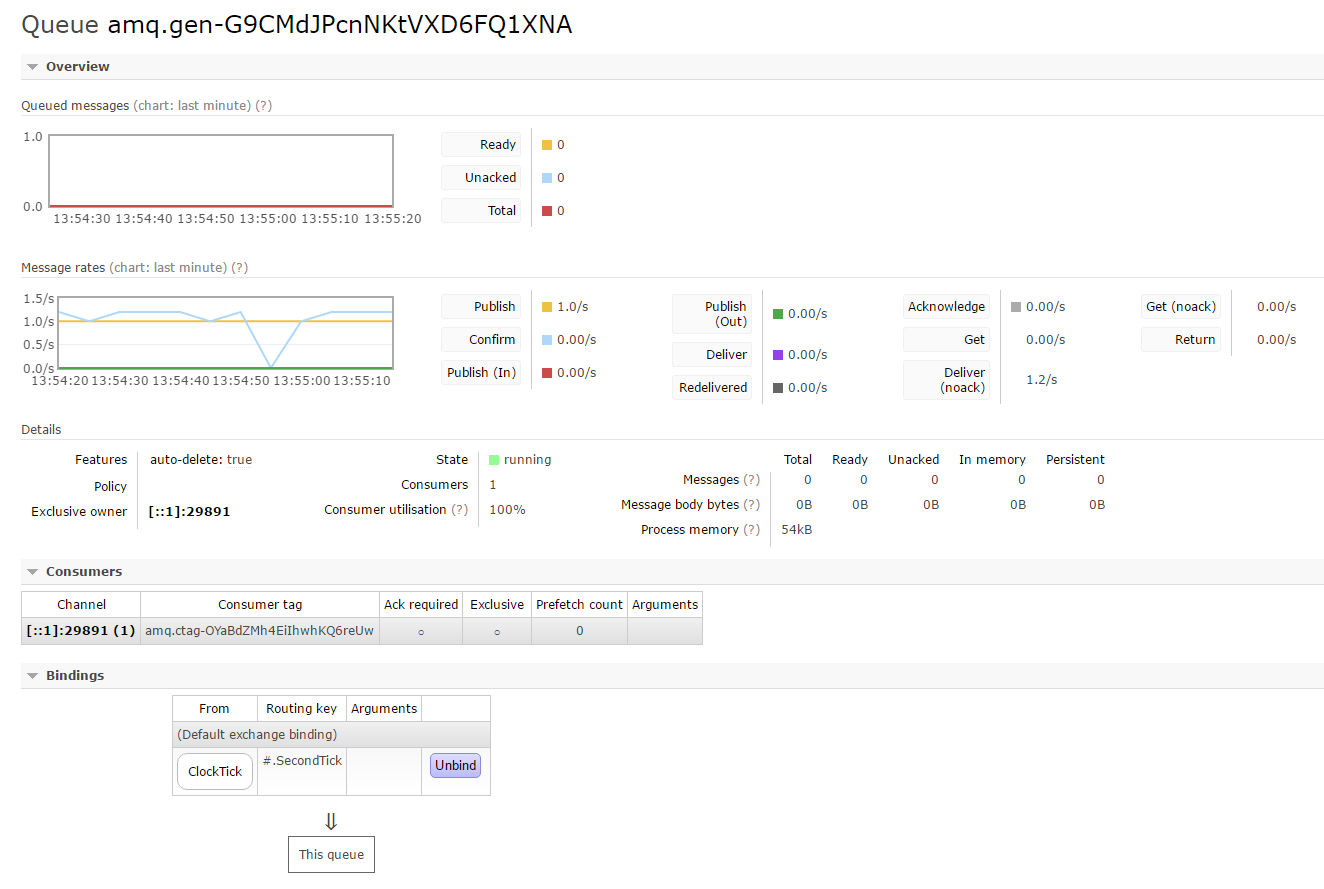 Queue amq.gen-G9CMdJPcnNKtVXD6FQ1XNA
Overview
Queued messages (chart: last minute) (?)
1.0
0.0
13:54:30 13:54:40 13:54:50 13:55:00 13:55:10 13:55:20
Ready 0
Unacked 0
Total 0
Message rates (chart: last minute) (?)
1.5/s
1.0/s
0.5/s
0.0/s
13:54:20 13:54:30 13:54:40 13:54:50 13:55:00 13:55:10
Publish 1.0/s
Confirm 0.00/s
Publish (In) 0.00/s
Publish
(Out) 0.00/s
Deliver 0.00/s
Redelivered 0.00/s
Acknowledge 0.00/s
Get 0.00/s
Deliver
(noack) 1.2/s
Get (noack) 0.00/s
Return 0.00/s
Details
Features auto-delete: true
Policy
Exclusive owner [::1]:29891
State running
Consumers 1
Consumer utilisation (?) 100%
Total Ready Unacked In memory Persistent
Messages (?) 0 0 0 0 0
Message body bytes (?) 0B 0B 0B 0B 0B
Process memory (?) 54kB
Consumers
Channel Consumer tag Ack required Exclusive Prefetch count Arguments
[::1]:29891 (1) amq.ctag-OYaBdZMh4EiIhwhKQ6reUw ○ ○ 0
Bindings
From Routing key Arguments
(Default exchange binding)
ClockTick #.SecondTick Unbind
⇓
This queue